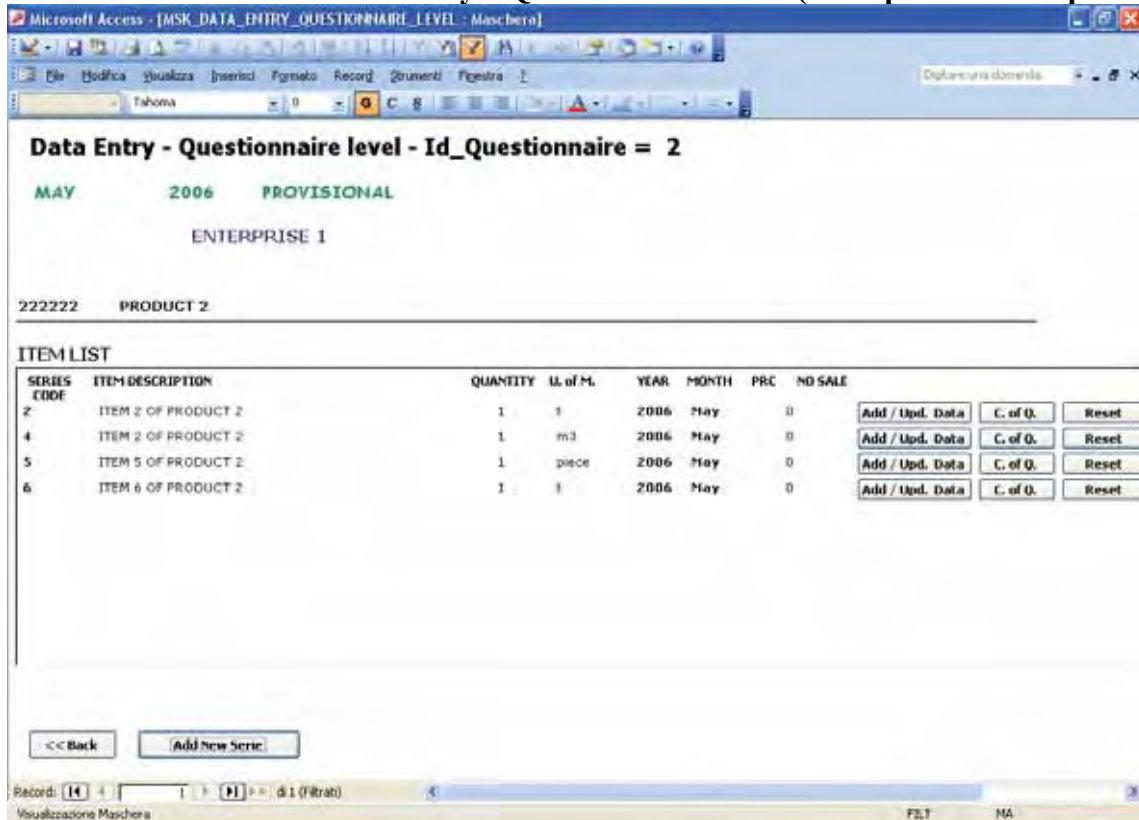 Microsoft Access - [MSK_DATA_ENTRY_QUESTIONNAIRE_LEVEL : Maschera]
File Modifica Visualizza Inserisci Formato Record Strumenti Finestra ?
Digitare una domanda
Tahoma G C S A
Data Entry - Questionnaire level - Id_Questionnaire = 2
MAY 2006 PROVISIONAL
ENTERPRISE 1
222222 PRODUCT 2
ITEM LIST
SERIES CODE ITEM DESCRIPTION QUANTITY U. of M. YEAR MONTH PRC NO SALE
2 ITEM 2 OF PRODUCT 2 1 2006 May 0 Add / Upd. Data C. of Q. Reset
4 ITEM 2 OF PRODUCT 2 1 m3 2006 May 0 Add / Upd. Data C. of Q. Reset
5 ITEM 5 OF PRODUCT 2 1 piece 2006 May 0 Add / Upd. Data C. of Q. Reset
6 ITEM 6 OF PRODUCT 2 1 2006 May 0 Add / Upd. Data C. of Q. Reset
<< Back Add New Serie
Record: 1 di 1 (Filtrati)
Visualizzazione Maschera FILT MA